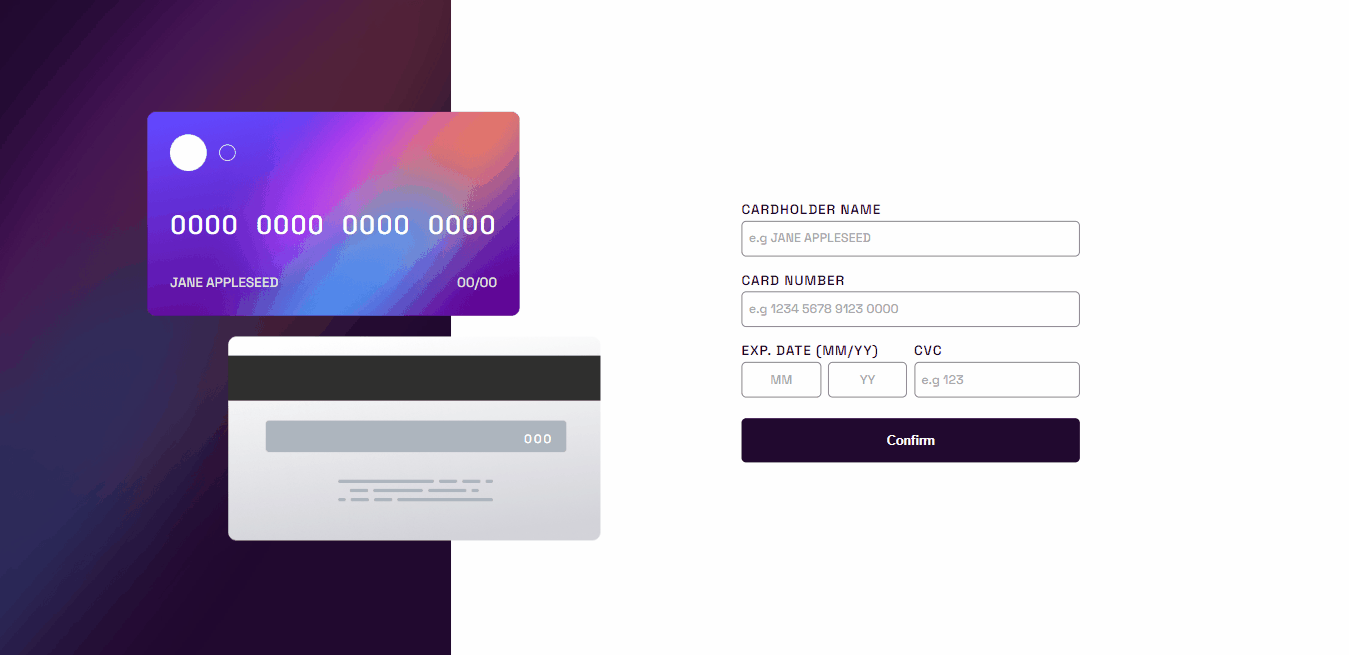 0000 0000 0000 0000
JANE APPLESEED 00/00
000
CARDHOLDER NAME
e.g JANE APPLESEED
CARD NUMBER
e.g 1234 5678 9123 0000
EXP. DATE (MM/YY) CVC
MM YY e.g 123
Confirm